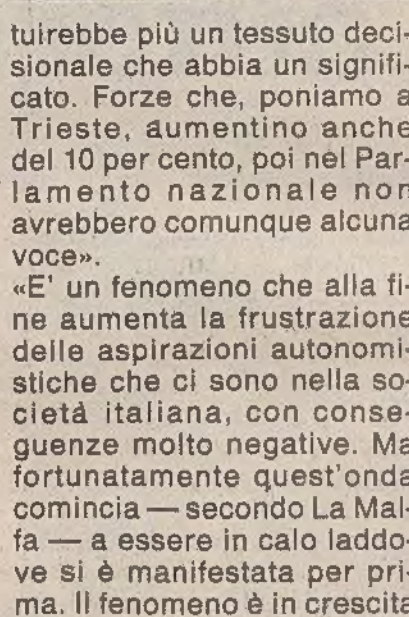 tuirebbe più un tessuto deci-
sionale che abbia un signifi-
cato. Forze che, poniamo a
Trieste, aumentino anche
del 10 per cento, poi nel Par-
lamento nazionale non
avrebbero comunque alcuna
voce».
«E' un fenomeno che alla fi-
ne aumenta la frustrazione
delle aspirazioni autonomi-
stiche che ci sono nella so-
cietà italiana, con conse-
guenze molto negative. Ma
fortunatamente quest'onda
comincia — secondo La Mal-
fa — a essere in calo laddo-
ve si è manifestata per pri-
ma. Il fenomeno è in crescita